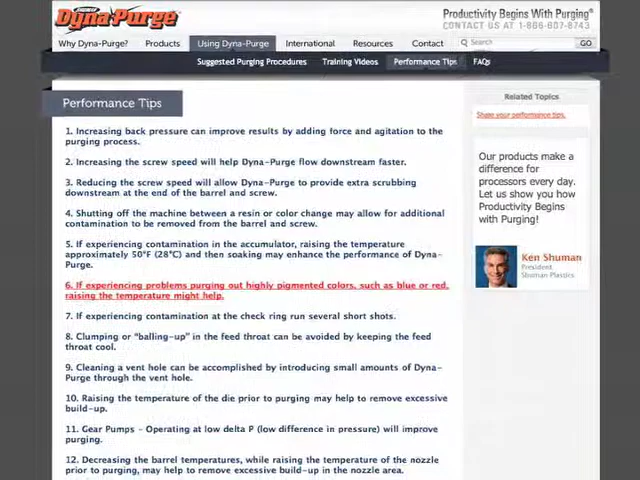 SHUMAN
Dyna-Purge
Productivity Begins With Purging®
CONTACT US AT 1-866-607-8743
Why Dyna-Purge? Products Using Dyna-Purge International Resources Contact Search GO
Suggested Purging Procedures Training Videos Performance Tips FAQs
Performance Tips
1. Increasing back pressure can improve results by adding force and agitation to the
purging process.
2. Increasing the screw speed will help Dyna-Purge flow downstream faster.
3. Reducing the screw speed will allow Dyna-Purge to provide extra scrubbing
downstream at the end of the barrel and screw.
4. Shutting off the machine between a resin or color change may allow for additional
contamination to be removed from the barrel and screw.
5. If experiencing contamination in the accumulator, raising the temperature
approximately 50°F (28°C) and then soaking may enhance the performance of Dyna-
Purge.
6. If experiencing problems purging out highly pigmented colors, such as blue or red,
raising the temperature might help.
7. If experiencing contamination at the check ring run several short shots.
8. Clumping or "balling-up" in the feed throat can be avoided by keeping the feed
throat cool.
9. Cleaning a vent hole can be accomplished by introducing small amounts of Dyna-
Purge through the vent hole.
10. Raising the temperature of the die prior to purging may help to remove excessive
build-up.
11. Gear Pumps - Operating at low delta P (low difference in pressure) will improve
purging.
12. Decreasing the barrel temperatures, while raising the temperature of the nozzle
prior to purging, may help to remove excessive build-up in the nozzle area.
Related Topics
Share your performance tips.
Our products make a
difference for
processors every day.
Let us show you how
Productivity Begins
with Purging!
Ken Shuman
President
Shuman Plastics